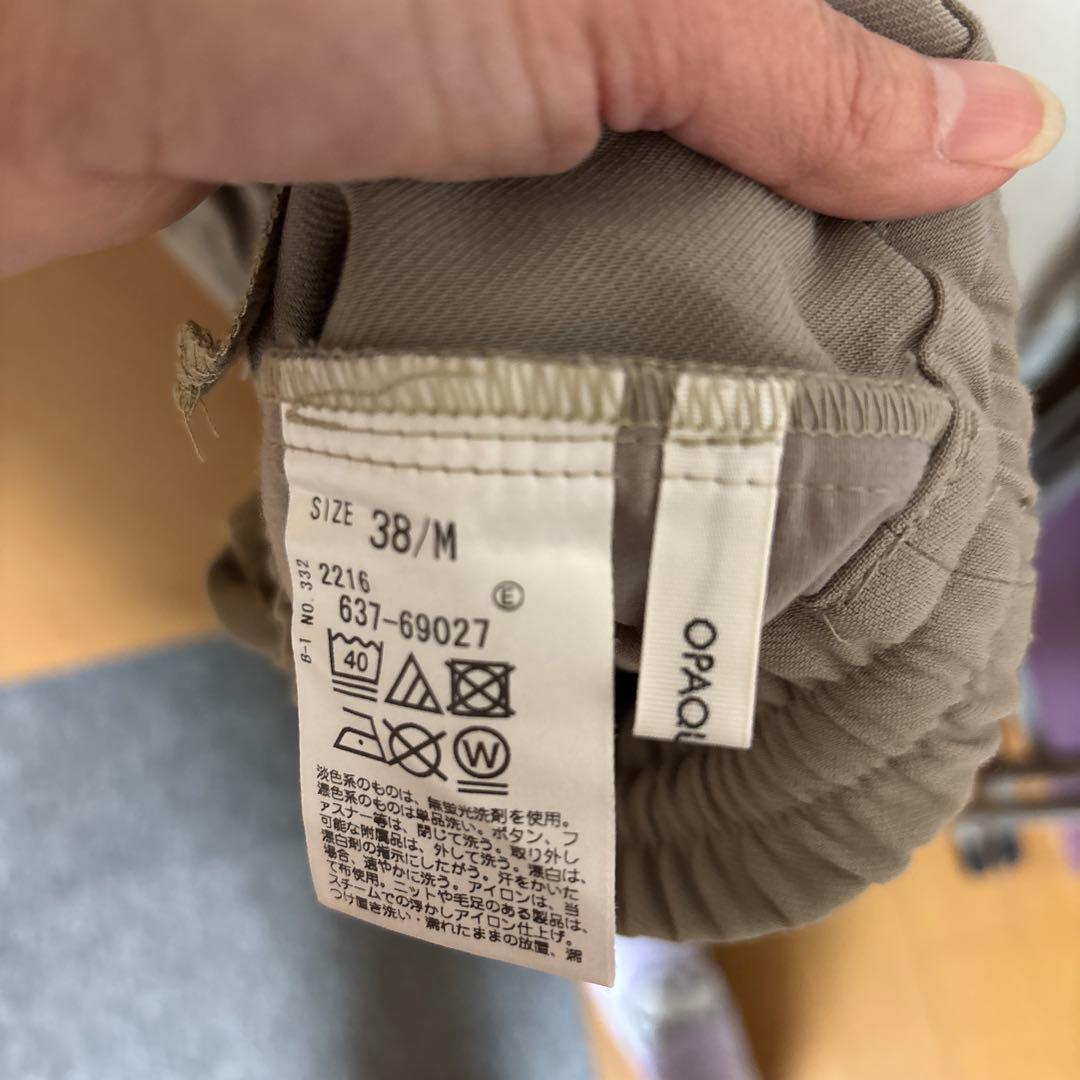 SIZE 38/M
B-1 NO. 332
2216 E
637-69027
40
W
淡色系のものは、無蛍光洗剤を使用。
濃色系のものは単品洗い。ボタン、フ
ァスナー等は、閉じて洗う。取り外し
可能な附属品は、外して洗う。漂白は、
漂白剤の指示にしたがう。汗をかいた
場合、速やかに洗う。アイロンは、当
て布使用。ニットや毛足のある製品は、
スチームでの浮かしアイロン仕上げ。
つけ置き洗い・濡れたままの放置、濡
OPAQU